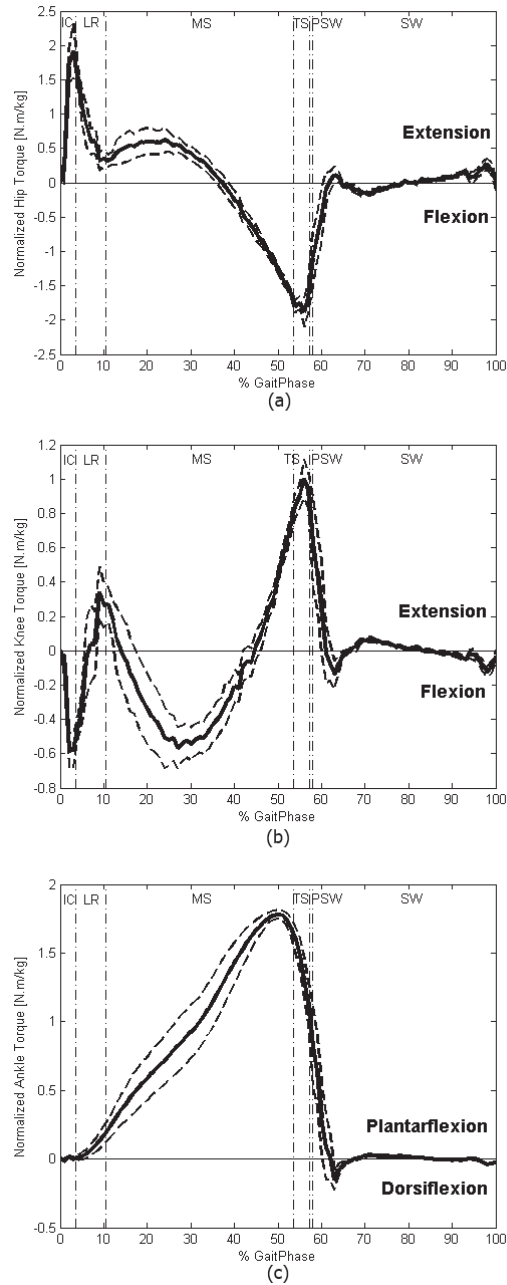 IC LR MS TS PSW SW
2.5
2
1.5
1
0.5
0
-0.5
-1
-1.5
-2
-2.5
Normalized Hip Torque [N.m/kg]
Extension
Flexion
0 10 20 30 40 50 60 70 80 90 100
% GaitPhase
(a)
IC LR MS TS PSW SW
1.2
1
0.8
0.6
0.4
0.2
0
-0.2
-0.4
-0.6
-0.8
Normalized Knee Torque [N.m/kg]
Extension
Flexion
0 10 20 30 40 50 60 70 80 90 100
% GaitPhase
(b)
IC LR MS TS PSW SW
2
1.5
1
0.5
0
-0.5
Normalized Ankle Torque [N.m/kg]
Plantarflexion
Dorsiflexion
0 10 20 30 40 50 60 70 80 90 100
% GaitPhase
(c)